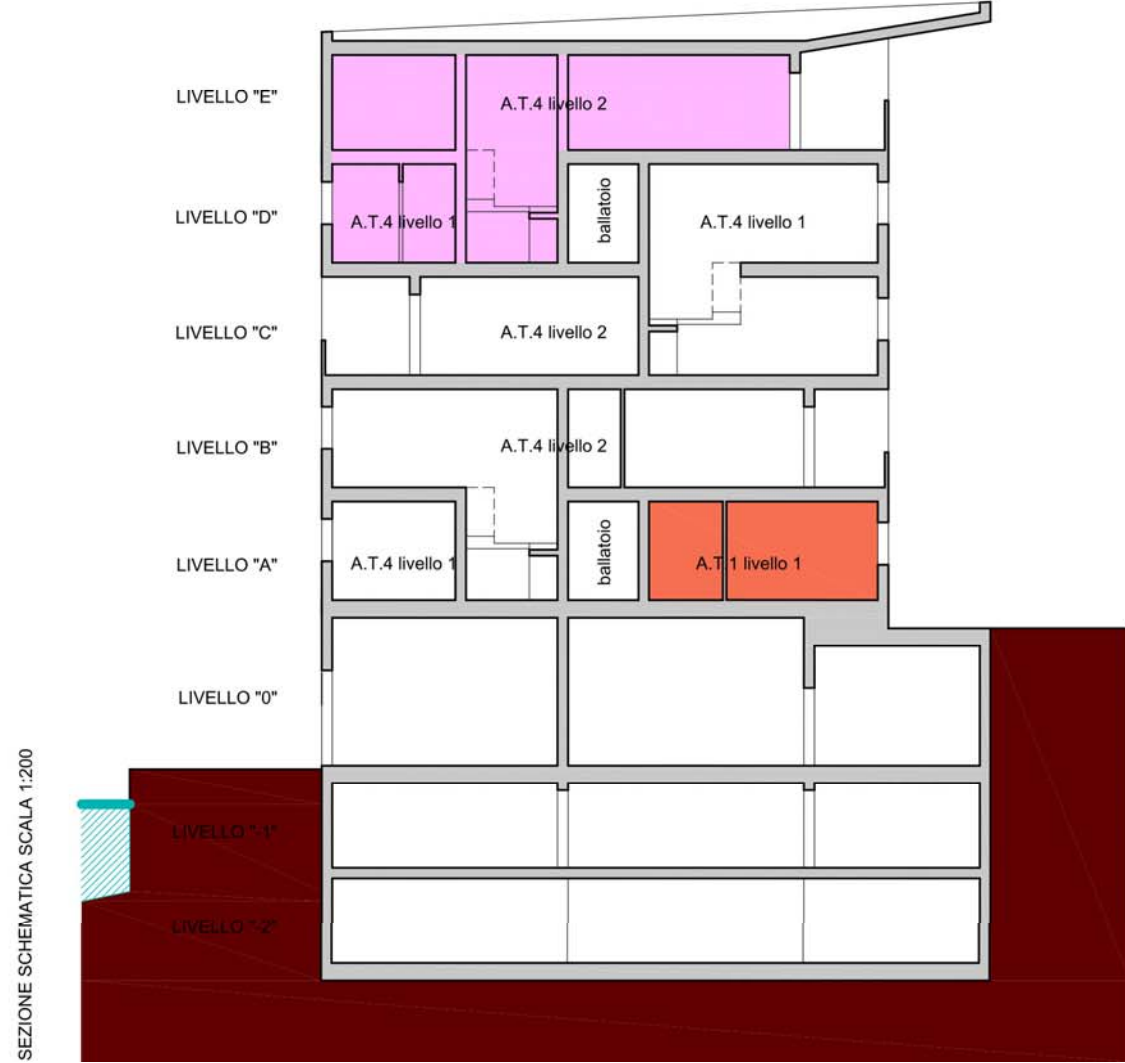 LIVELLO "E"
A.T.4 livello 2
LIVELLO "D"
A.T.4 livello 1
ballatoio
A.T.4 livello 1
LIVELLO "C"
A.T.4 livello 2
LIVELLO "B"
A.T.4 livello 2
LIVELLO "A"
A.T.4 livello 1
ballatoio
A.T.1 livello 1
LIVELLO "0"
LIVELLO "-1"
LIVELLO "-2"
SEZIONE SCHEMATICA SCALA 1:200